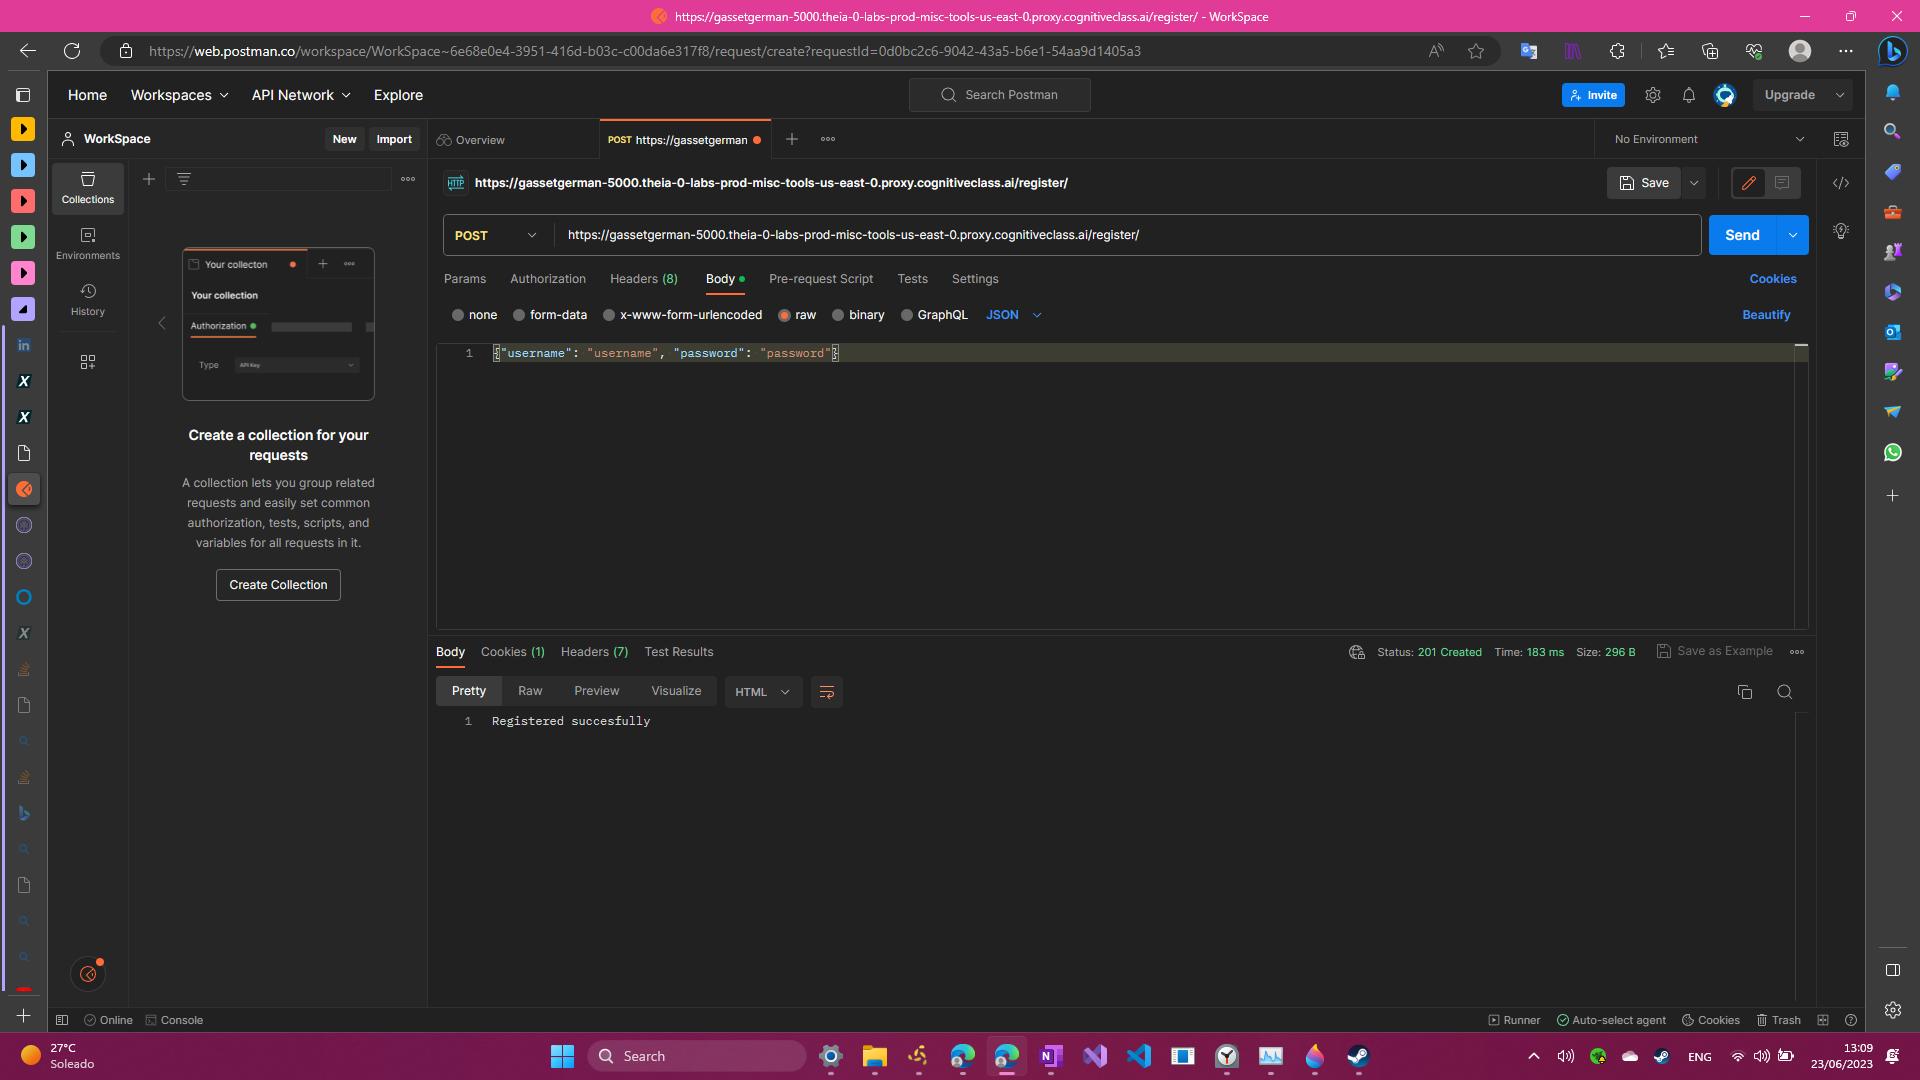 https://gassetgerman-5000.theia-0-labs-prod-misc-tools-us-east-0.proxy.cognitiveclass.ai/register/ - WorkSpace
https://web.postman.co/workspace/WorkSpace~6e68e0e4-3951-416d-b03c-c00da6e317f8/request/create?requestId=0d0bc2c6-9042-43a5-b6e1-54aa9d1405a3
Home Workspaces API Network Explore
Search Postman
Invite
Upgrade
WorkSpace
New
Import
Overview
POST https://gassetgerman
No Environment
Collections
Environments
History
Your collecton
Your collection
Authorization
Type
API Key
Create a collection for your
requests
A collection lets you group related
requests and easily set common
authorization, tests, scripts, and
variables for all requests in it.
Create Collection
HTTP
https://gassetgerman-5000.theia-0-labs-prod-misc-tools-us-east-0.proxy.cognitiveclass.ai/register/
Save
POST
https://gassetgerman-5000.theia-0-labs-prod-misc-tools-us-east-0.proxy.cognitiveclass.ai/register/
Send
Params Authorization Headers (8) Body Pre-request Script Tests Settings
Cookies
none form-data x-www-form-urlencoded raw binary GraphQL JSON
Beautify
1 {"username": "username", "password": "password"}
Body Cookies (1) Headers (7) Test Results
Status: 201 Created Time: 183 ms Size: 296 B
Save as Example
Pretty Raw Preview Visualize HTML
1 Registered succesfully
Online
Console
Runner
Auto-select agent
Cookies
Trash
27°C
Soleado
Search
ENG
13:09
23/06/2023